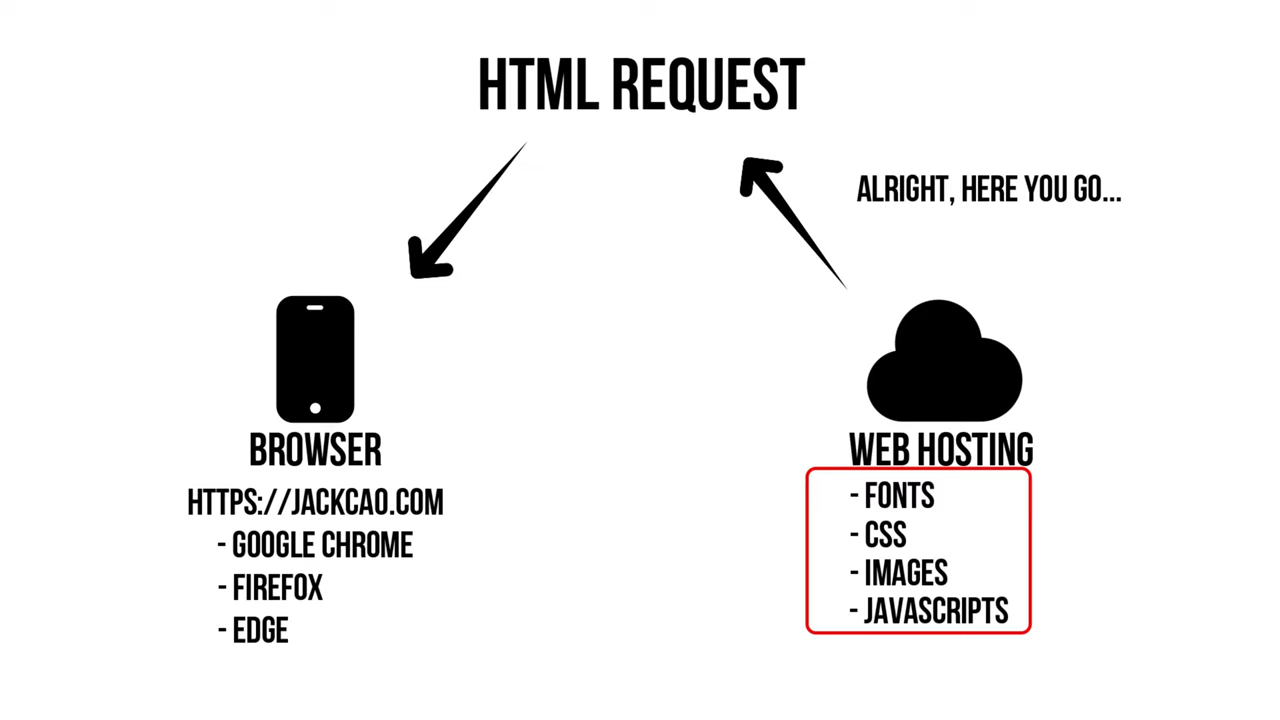 HTML REQUEST
ALRIGHT, HERE YOU GO...
BROWSER
HTTPS://JACKCAO.COM
- GOOGLE CHROME
- FIREFOX
- EDGE
WEB HOSTING
- FONTS
- CSS
- IMAGES
- JAVASCRIPTS